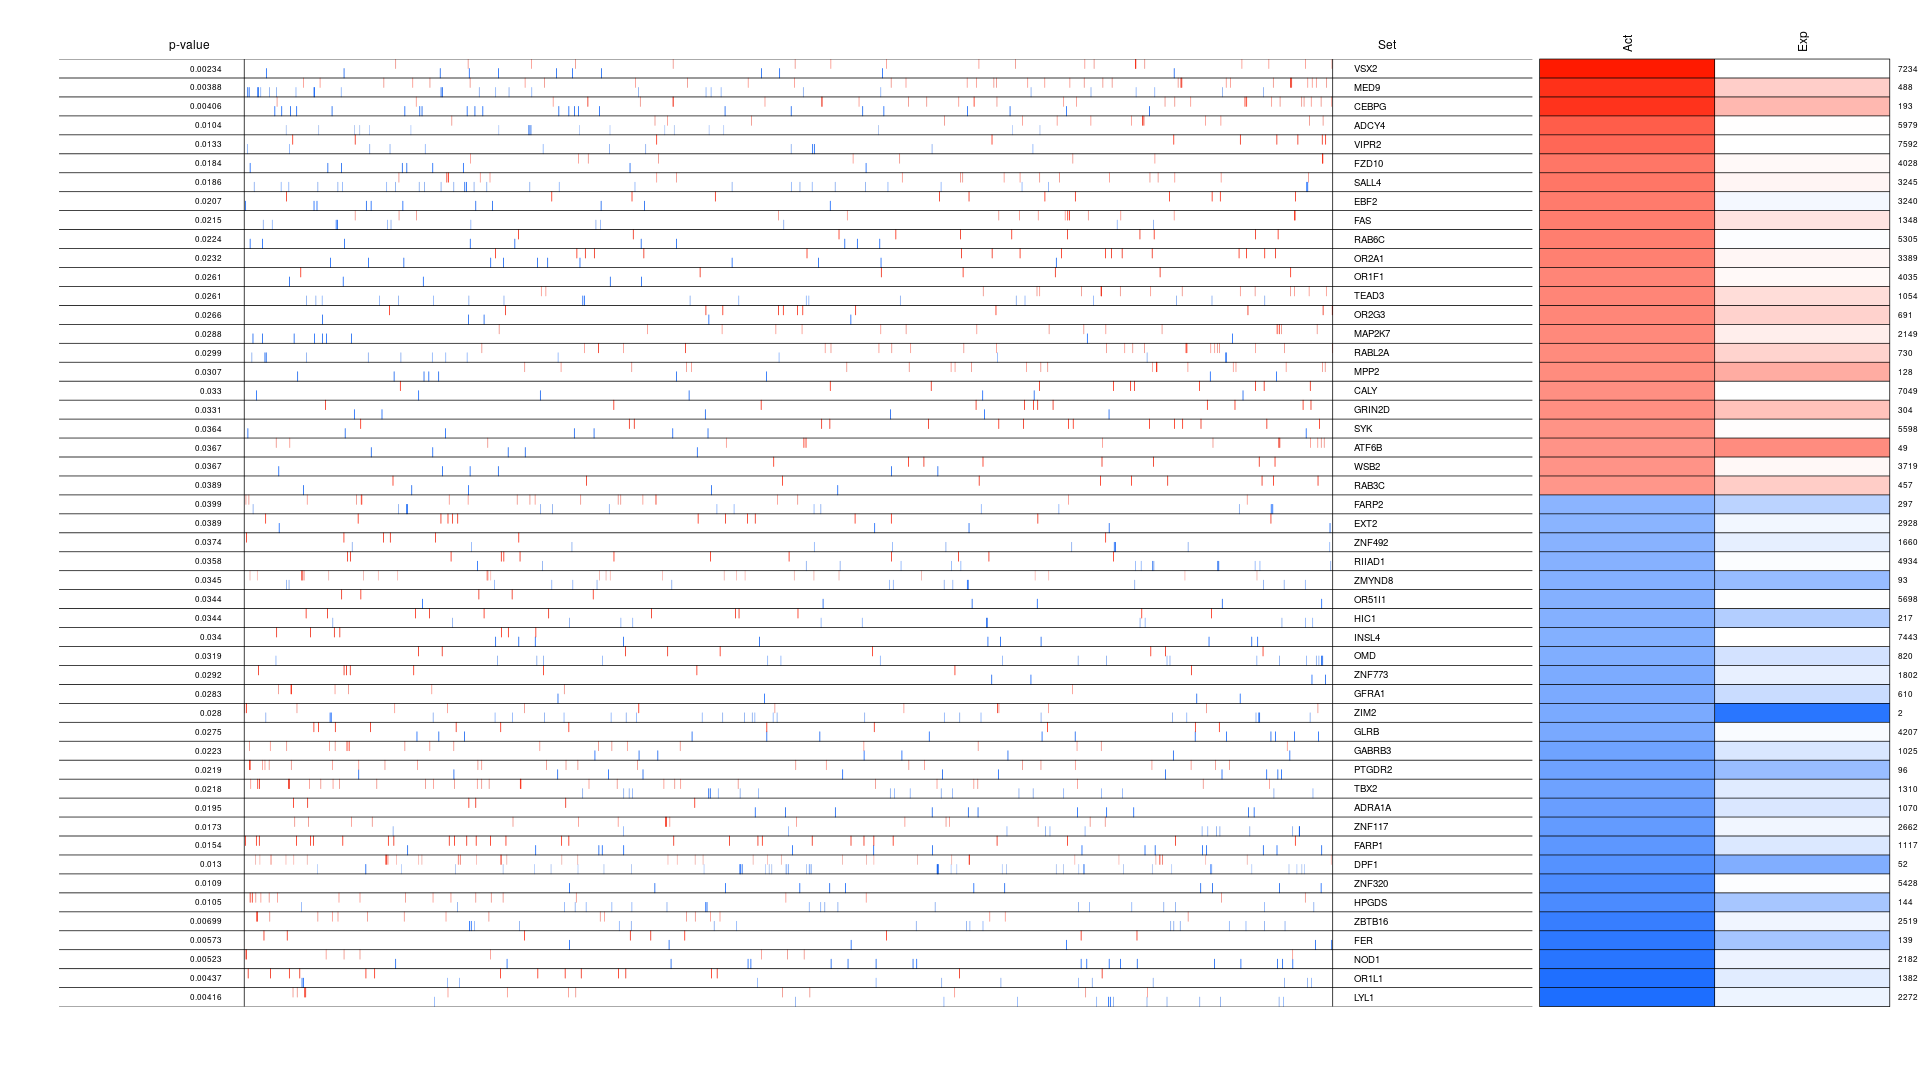 p-value Set Act Exp
0.00234 VSX2 7234
0.00388 MED9 488
0.00406 CEBPG 193
0.0104 ADCY4 5979
0.0133 VIPR2 7592
0.0184 FZD10 4028
0.0186 SALL4 3245
0.0207 EBF2 3240
0.0215 FAS 1348
0.0224 RAB6C 5305
0.0232 OR2A1 3389
0.0261 OR1F1 4035
0.0261 TEAD3 1054
0.0266 OR2G3 691
0.0288 MAP2K7 2149
0.0299 RABL2A 730
0.0307 MPP2 128
0.033 CALY 7049
0.0331 GRIN2D 304
0.0364 SYK 5598
0.0367 ATF6B 49
0.0367 WSB2 3719
0.0389 RAB3C 457
0.0399 FARP2 297
0.0389 EXT2 2928
0.0374 ZNF492 1660
0.0358 RIIAD1 4934
0.0345 ZMYND8 93
0.0344 OR51I1 5698
0.0344 HIC1 217
0.034 INSL4 7443
0.0319 OMD 820
0.0292 ZNF773 1802
0.0283 GFRA1 610
0.028 ZIM2 2
0.0275 GLRB 4207
0.0223 GABRB3 1025
0.0219 PTGDR2 96
0.0218 TBX2 1310
0.0195 ADRA1A 1070
0.0173 ZNF117 2662
0.0154 FARP1 1117
0.013 DPF1 52
0.0109 ZNF320 5428
0.0105 HPGDS 144
0.00699 ZBTB16 2519
0.00573 FER 139
0.00523 NOD1 2182
0.00437 OR1L1 1382
0.00416 LYL1 2272